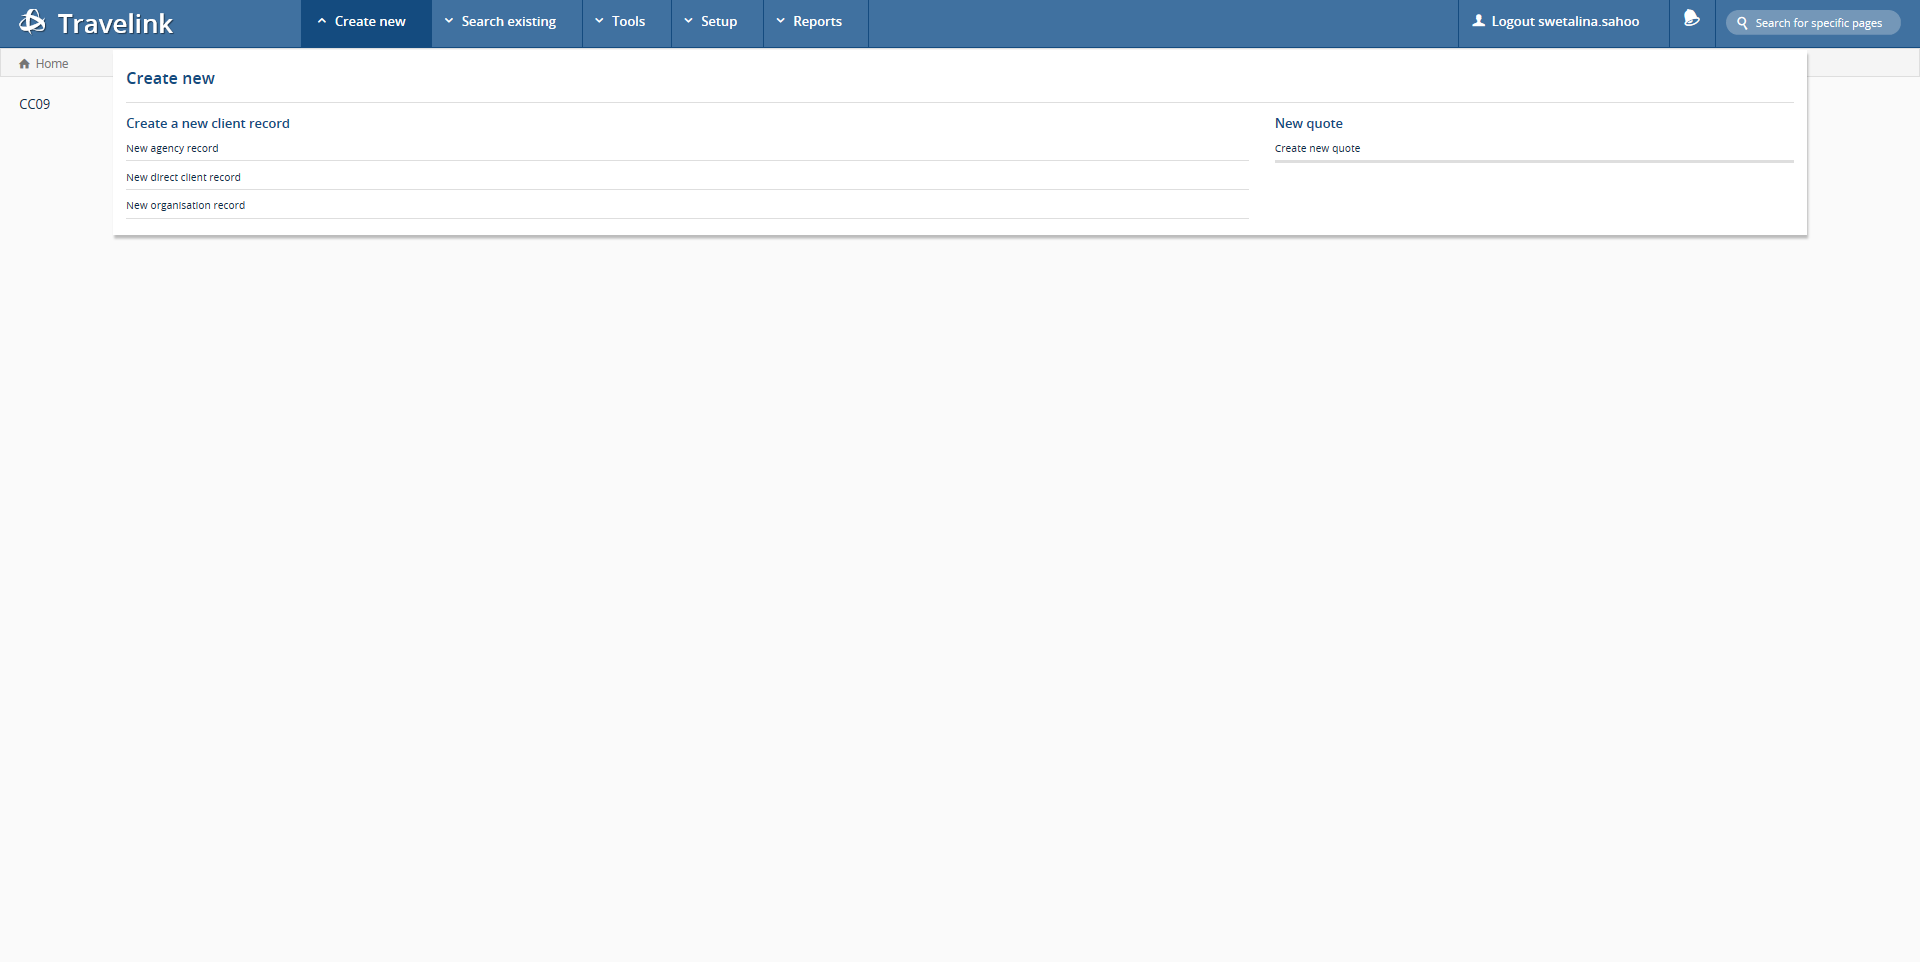 Travelink
Create new
Search existing
Tools
Setup
Reports
Logout swetalina.sahoo
Search for specific pages
Home
CC09
Create new
Create a new client record
New agency record
New direct client record
New organisation record
New quote
Create new quote